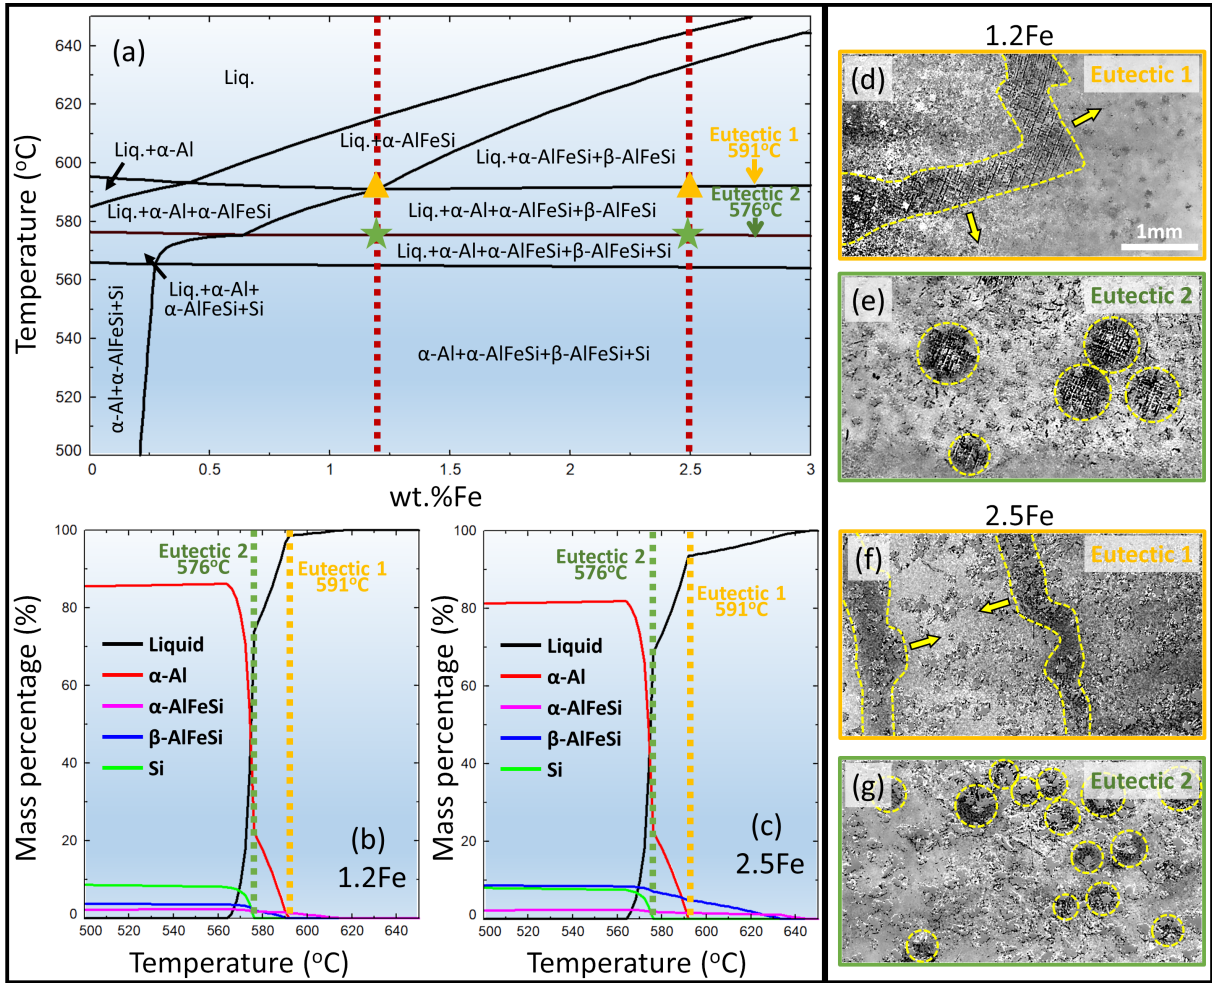 (a)
Temperature (°C)
640
620
600
580
560
540
520
500
Liq.
Liq.+α-Al
Liq.+α-AlFeSi
Liq.+α-AlFeSi+β-AlFeSi
Eutectic 1
591°C
Eutectic 2
576°C
Liq.+α-Al+α-AlFeSi
Liq.+α-Al+α-AlFeSi+β-AlFeSi
Liq.+α-Al+α-AlFeSi+β-AlFeSi+Si
Liq.+α-Al+
α-AlFeSi+Si
α-Al+α-AlFeSi+Si
α-Al+α-AlFeSi+β-AlFeSi+Si
0 0.5 1 1.5 2 2.5 3
wt.%Fe
Mass percentage (%)
100
80
60
40
20
0
Eutectic 2
576°C
Eutectic 1
591°C
Liquid
α-Al
α-AlFeSi
β-AlFeSi
Si
(b)
1.2Fe
500 520 540 560 580 600 620 640
Temperature (°C)
Mass percentage (%)
100
80
60
40
20
0
Eutectic 2
576°C
Eutectic 1
591°C
Liquid
α-Al
α-AlFeSi
β-AlFeSi
Si
(c)
2.5Fe
500 520 540 560 580 600 620 640
Temperature (°C)
1.2Fe
(d)
Eutectic 1
1mm
(e)
Eutectic 2
2.5Fe
(f)
Eutectic 1
(g)
Eutectic 2